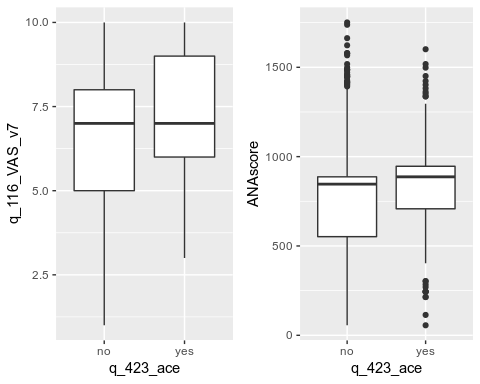 q_116_VAS_v7
10.0
7.5
5.0
2.5
no
yes
q_423_ace
ANAscore
1500
1000
500
0
no
yes
q_423_ace